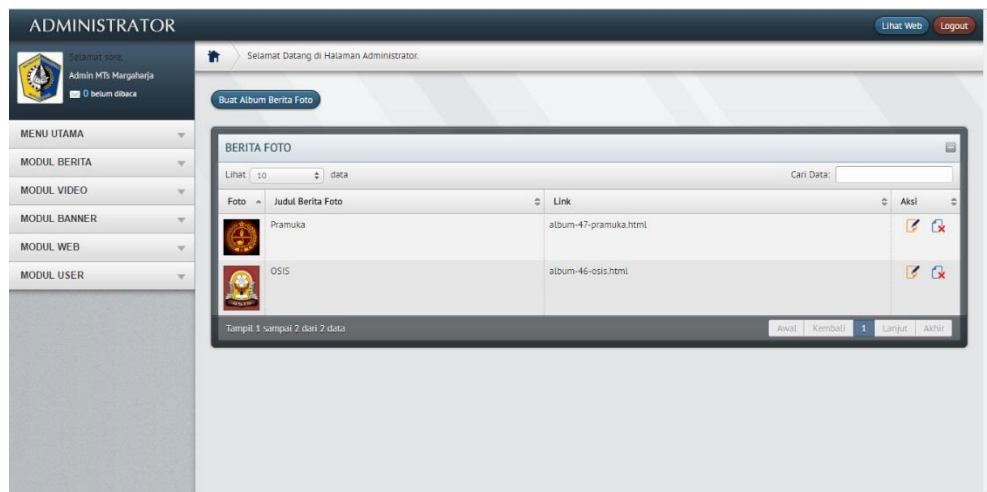 ADMINISTRATOR
Lihat Web
Logout
Selamat sore,
Admin MTs Margaharja
0 belum dibaca
Selamat Datang di Halaman Administrator.
Buat Album Berita Foto
MENU UTAMA
MODUL BERITA
MODUL VIDEO
MODUL BANNER
MODUL WEB
MODUL USER
BERITA FOTO
Lihat 10 data
Cari Data:
Foto Judul Berita Foto Link Aksi
Pramuka album-47-pramuka.html
OSIS album-46-osis.html
Tampil 1 sampai 2 dari 2 data
Awal Kembali 1 Lanjut Akhir